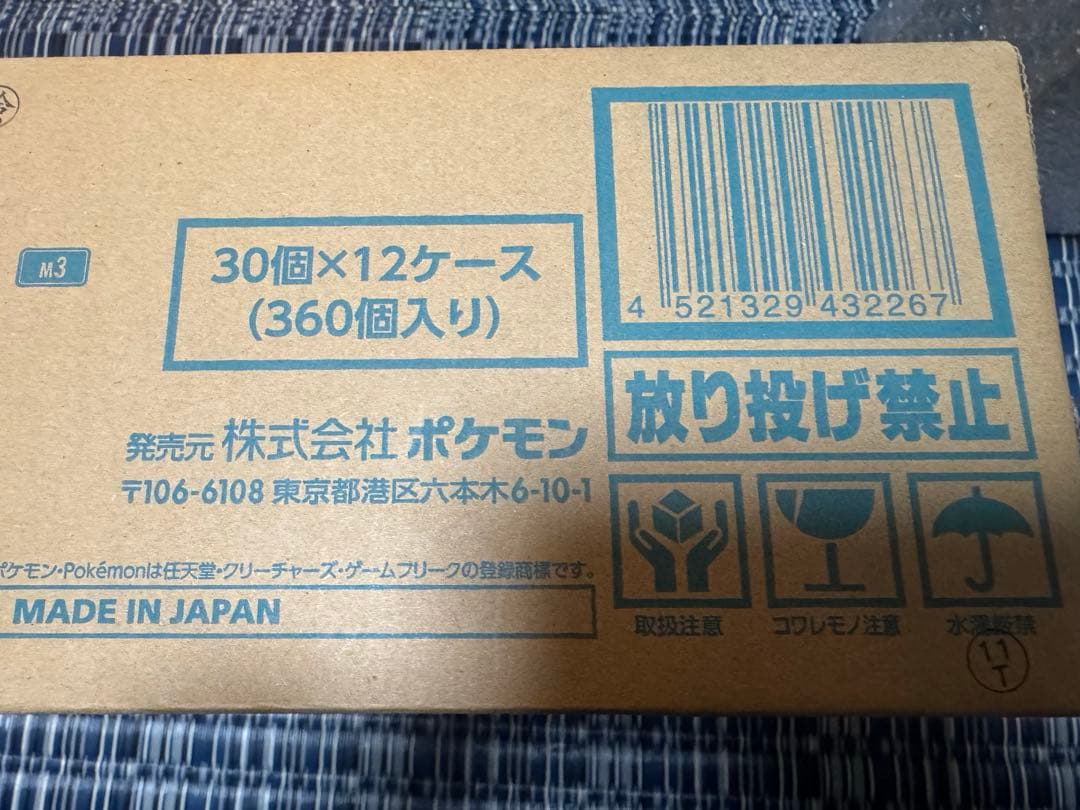 M3
30個×12ケース
(360個入り)
4 521329 432267
放り投げ禁止
発売元 株式会社 ポケモン
〒106-6108 東京都港区六本木6-10-1
ポケモン・Pokémonは任天堂・クリーチャーズ・ゲームフリークの登録商標です。
MADE IN JAPAN
取扱注意
コワレモノ注意
水濡厳禁
11
T